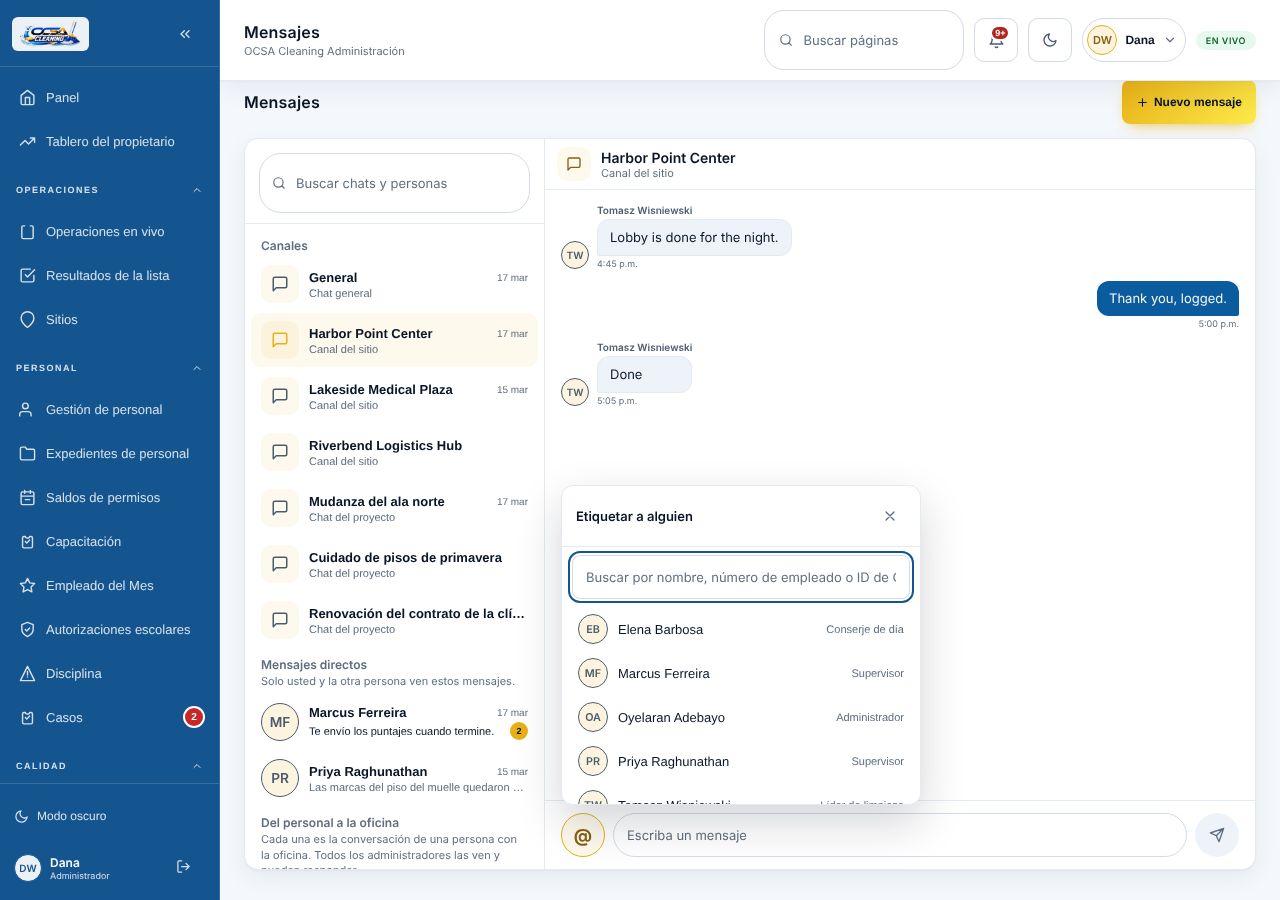 OCSA
CLEANING
Panel
Tablero del propietario
OPERACIONES
Operaciones en vivo
Resultados de la lista
Sitios
PERSONAL
Gestión de personal
Expedientes de personal
Saldos de permisos
Capacitación
Empleado del Mes
Autorizaciones escolares
Disciplina
Casos
2
CALIDAD
Modo oscuro
DW
Dana
Administrador
Mensajes
OCSA Cleaning Administración
Buscar páginas
9+
DW
Dana
EN VIVO
Mensajes
Nuevo mensaje
Buscar chats y personas
Canales
General
17 mar
Chat general
Harbor Point Center
17 mar
Canal del sitio
Lakeside Medical Plaza
15 mar
Canal del sitio
Riverbend Logistics Hub
Canal del sitio
Mudanza del ala norte
17 mar
Chat del proyecto
Cuidado de pisos de primavera
Chat del proyecto
Renovación del contrato de la clí...
Chat del proyecto
Mensajes directos
Solo usted y la otra persona ven estos mensajes.
MF
Marcus Ferreira
17 mar
Te envío los puntajes cuando termine.
2
PR
Priya Raghunathan
15 mar
Las marcas del piso del muelle quedaron ...
Del personal a la oficina
Cada una es la conversación de una persona con
la oficina. Todos los administradores las ven y
pueden responder.
Harbor Point Center
Canal del sitio
Tomasz Wisniewski
TW
Lobby is done for the night.
4:45 p.m.
Thank you, logged.
5:00 p.m.
Tomasz Wisniewski
TW
Done
5:05 p.m.
Etiquetar a alguien
Buscar por nombre, número de empleado o ID de
EB
Elena Barbosa
Conserje de día
MF
Marcus Ferreira
Supervisor
OA
Oyelaran Adebayo
Administrador
PR
Priya Raghunathan
Supervisor
TW
Tomasz Wisniewski
Líder de limpieza
@
Escriba un mensaje